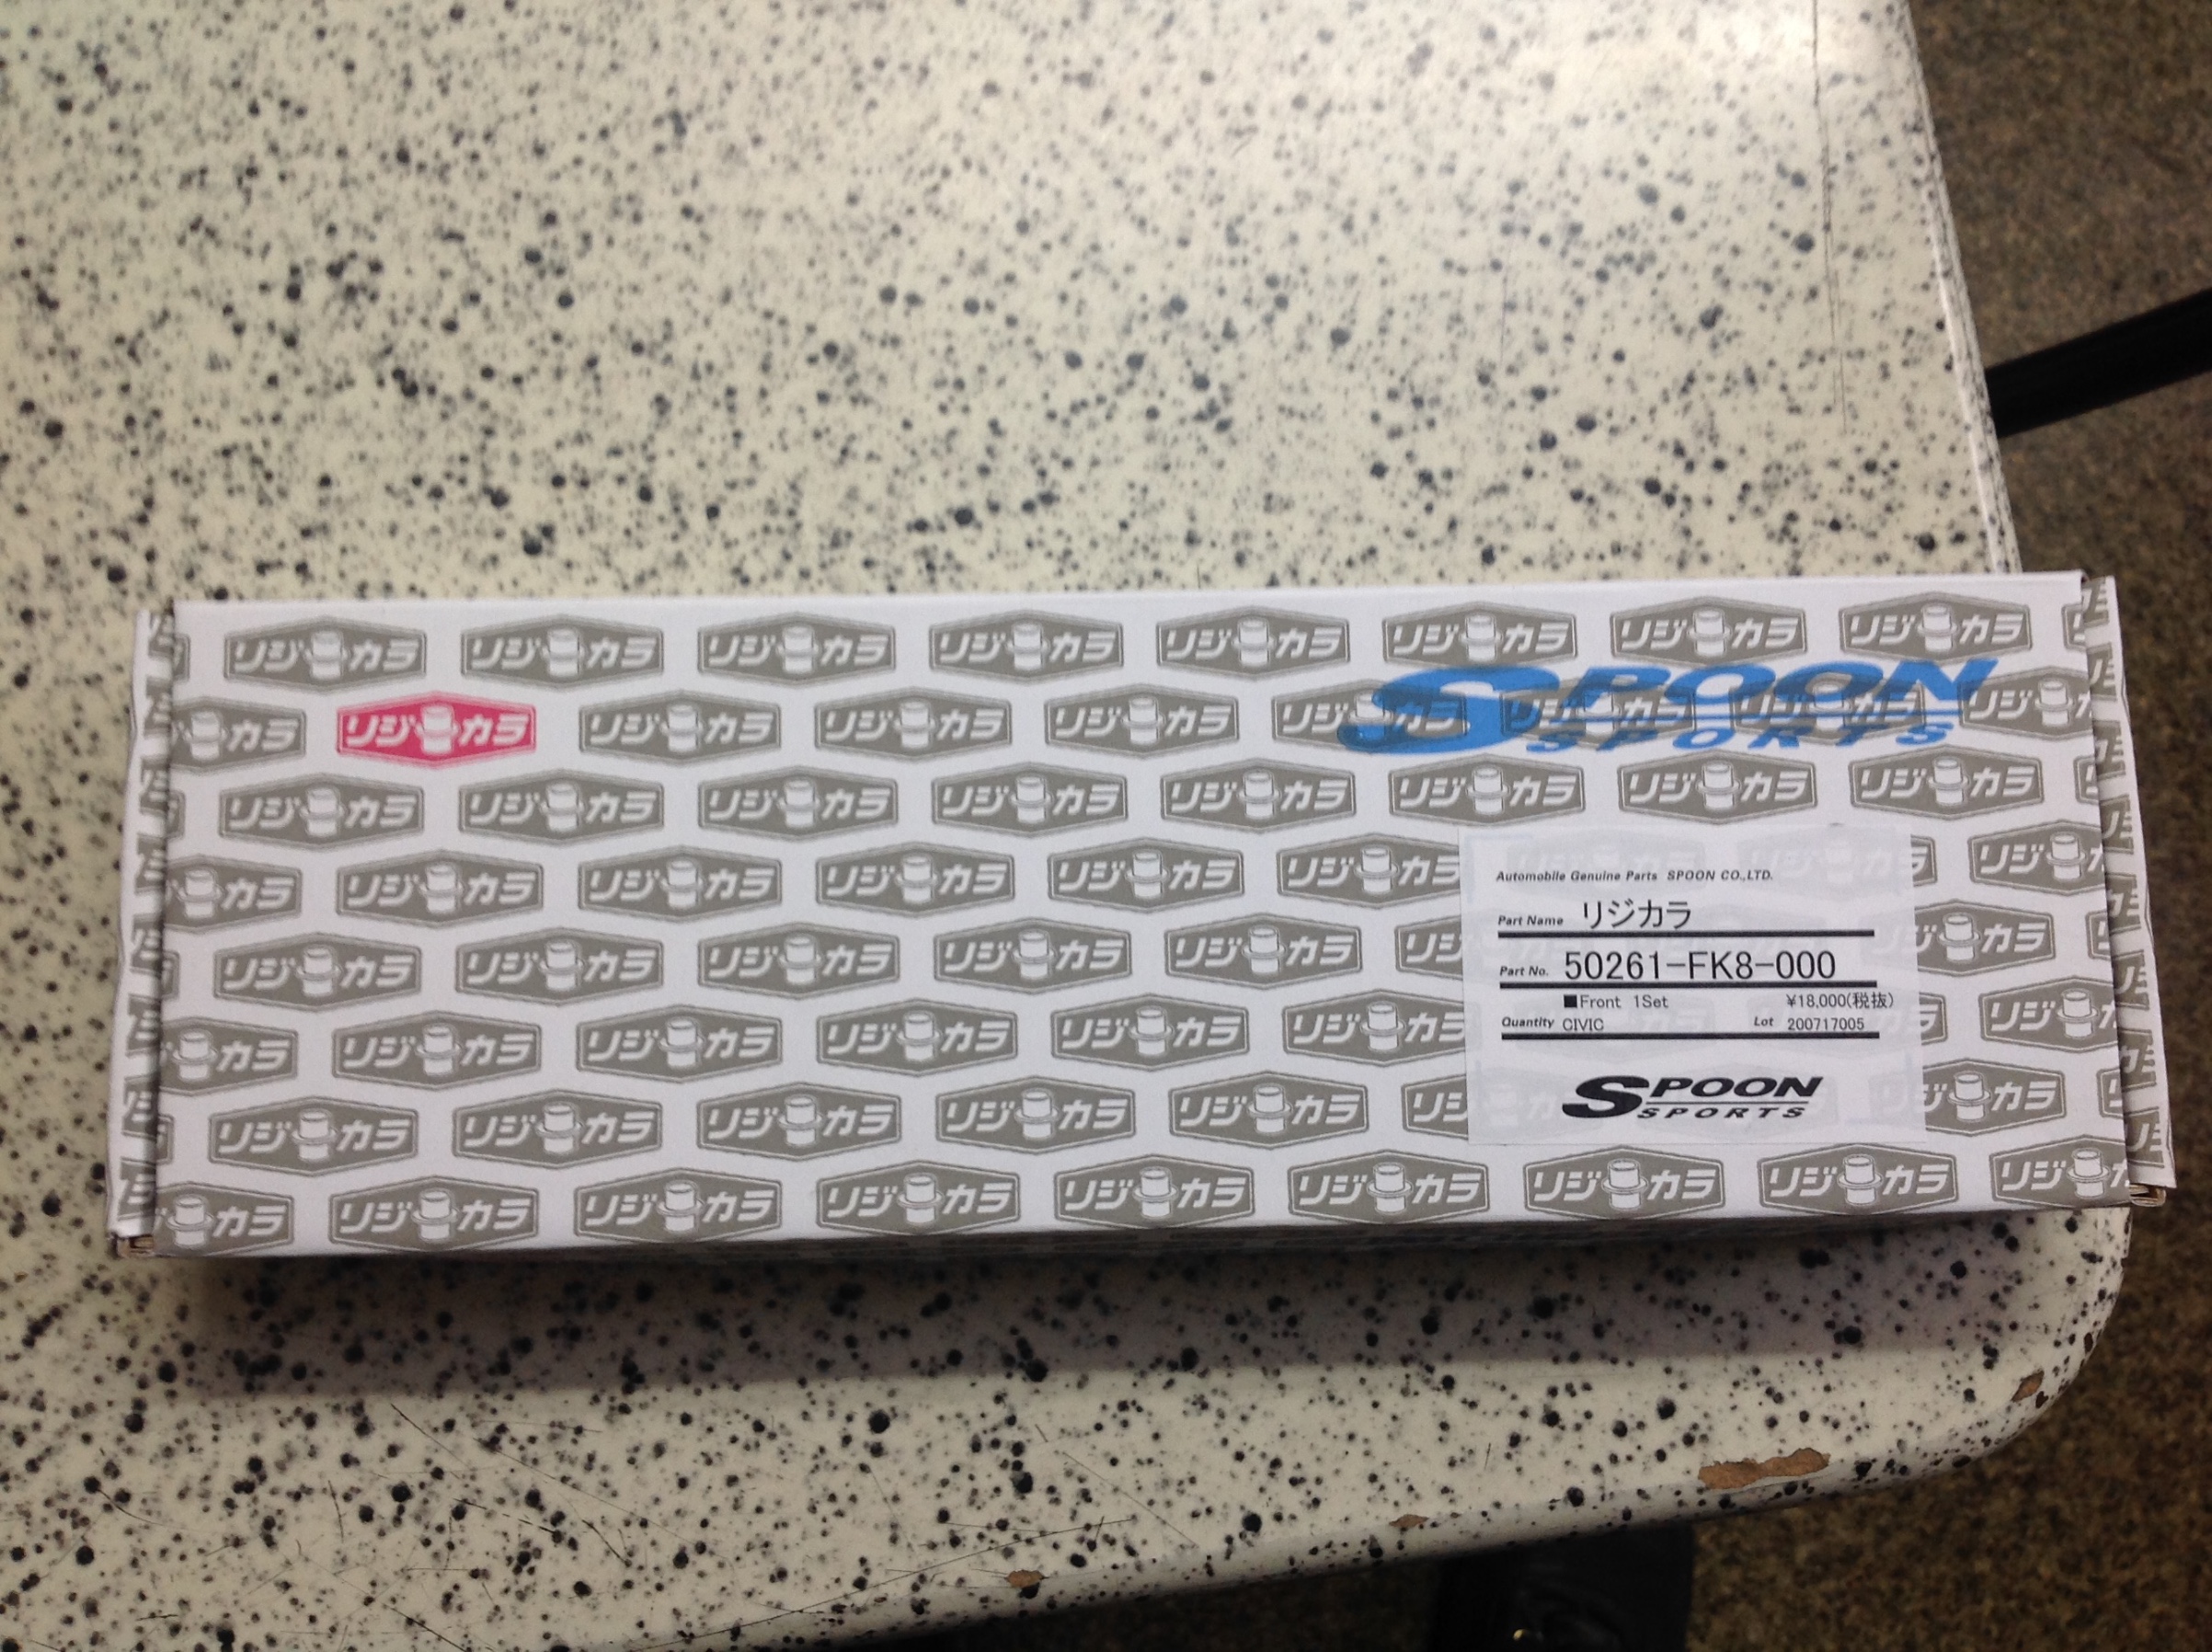 リジカラ
SPOON
SPORTS
Automobile Genuine Parts SPOON CO.,LTD.
Part Name リジカラ
Part No. 50261-FK8-000
■Front 1Set ¥18,000(税抜)
Quantity CIVIC Lot 200717005
SPOON
SPORTS